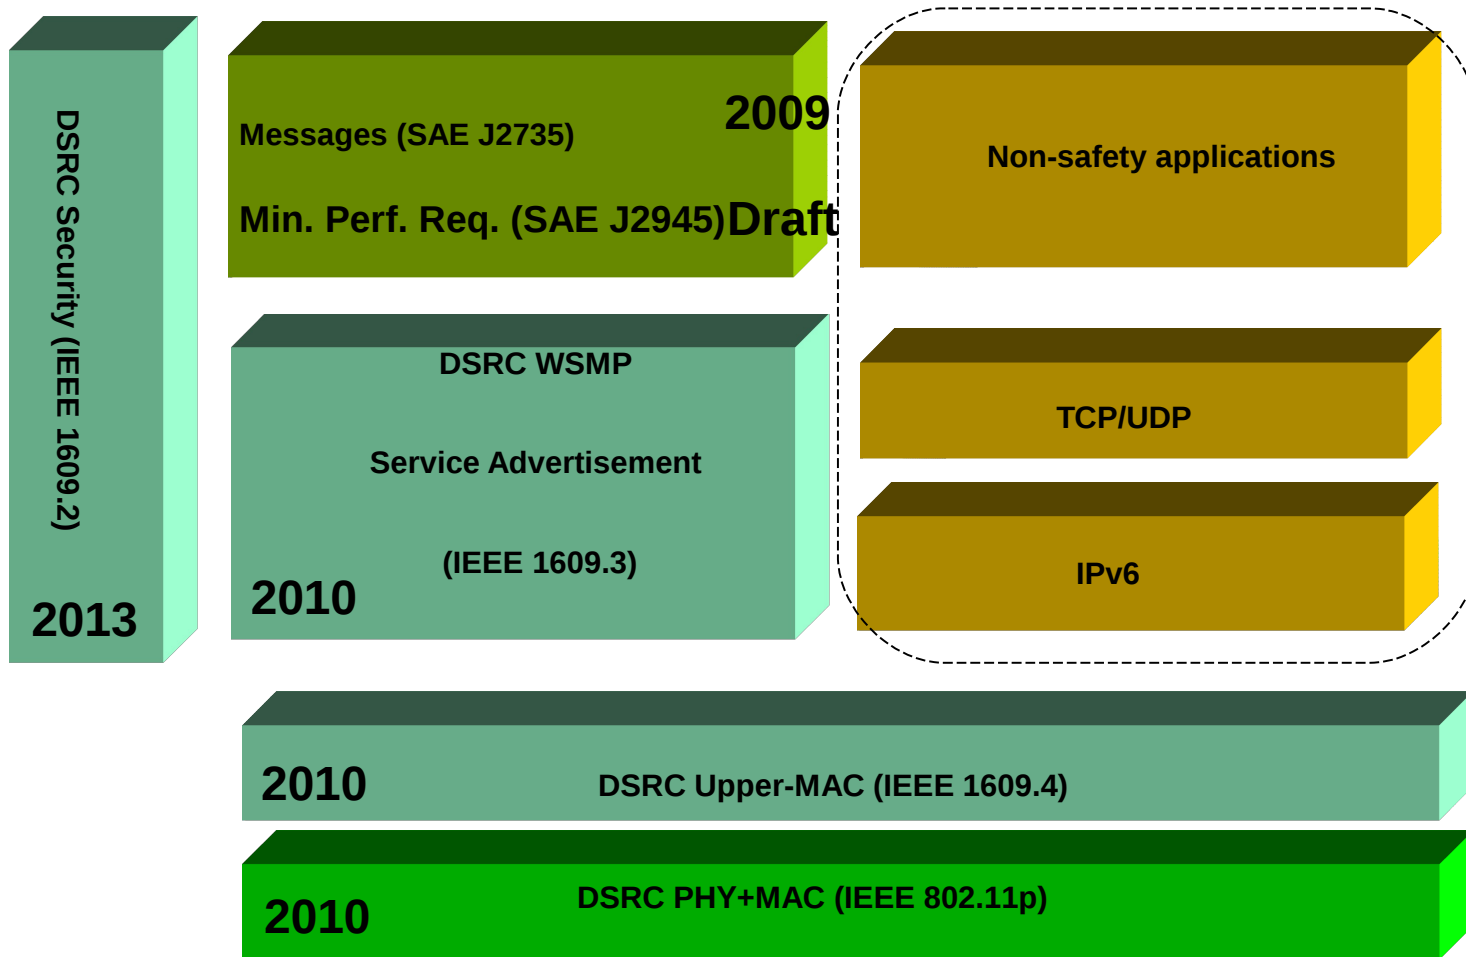 DSRC Security (IEEE 1609.2)
2013
Messages (SAE J2735)
2009
Min. Perf. Req. (SAE J2945)
Draft
DSRC WSMP
Service Advertisement
(IEEE 1609.3)
2010
Non-safety applications
TCP/UDP
IPv6
2010
DSRC Upper-MAC (IEEE 1609.4)
DSRC PHY+MAC (IEEE 802.11p)
2010